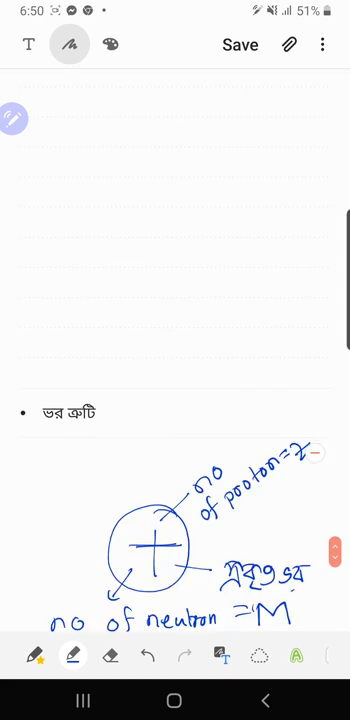 6:50
51%
T
Save
ভর ত্রুটি
no
of proton=z
প্রকৃত ভর
no of neutron = M
T
A